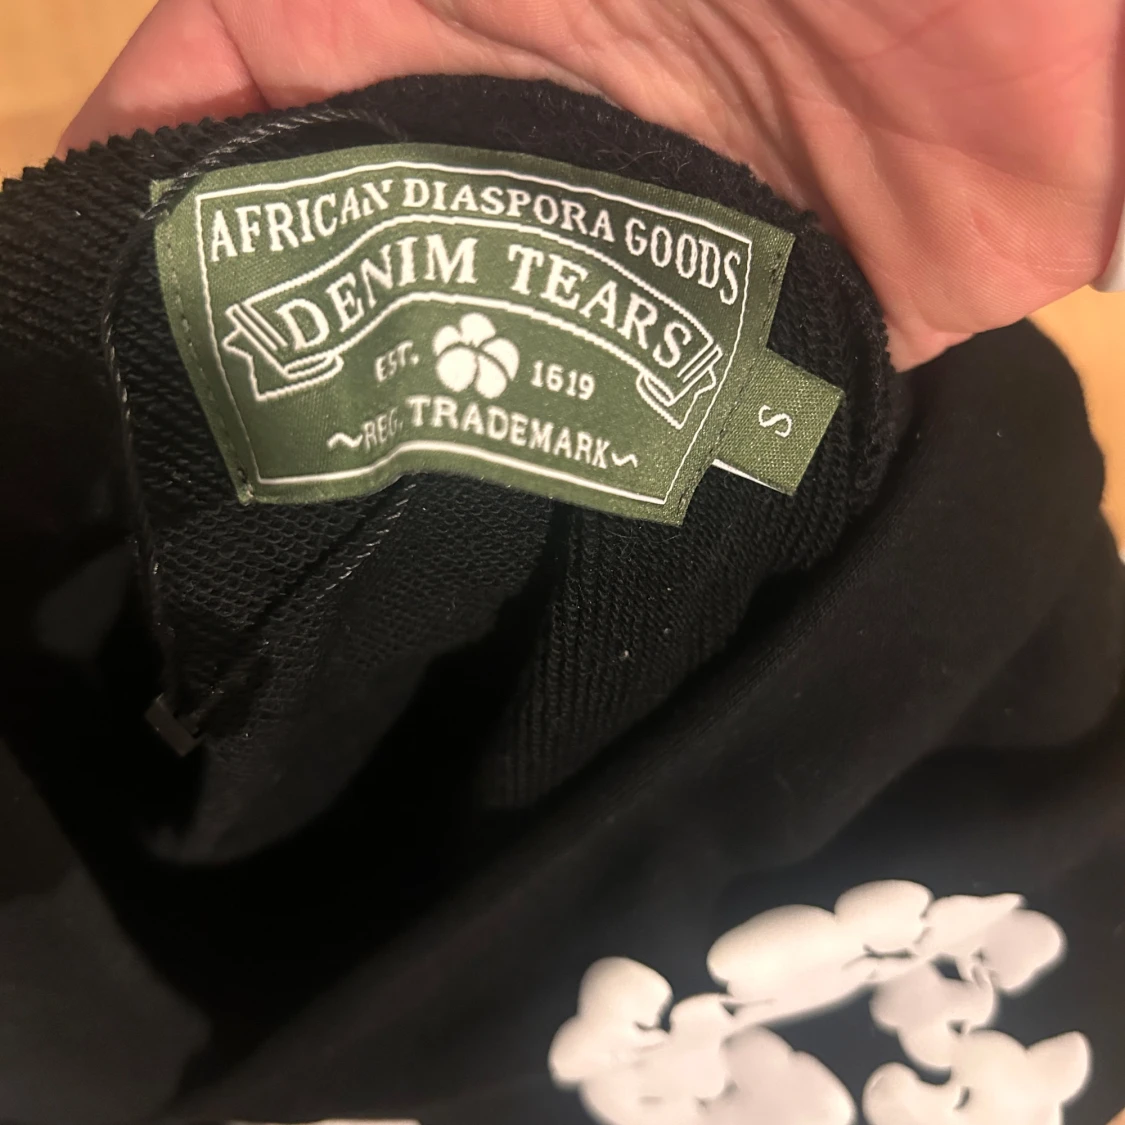 AFRICAN DIASPORA GOODS
DENIM TEARS
EST. 1619
~REG. TRADEMARK~
S